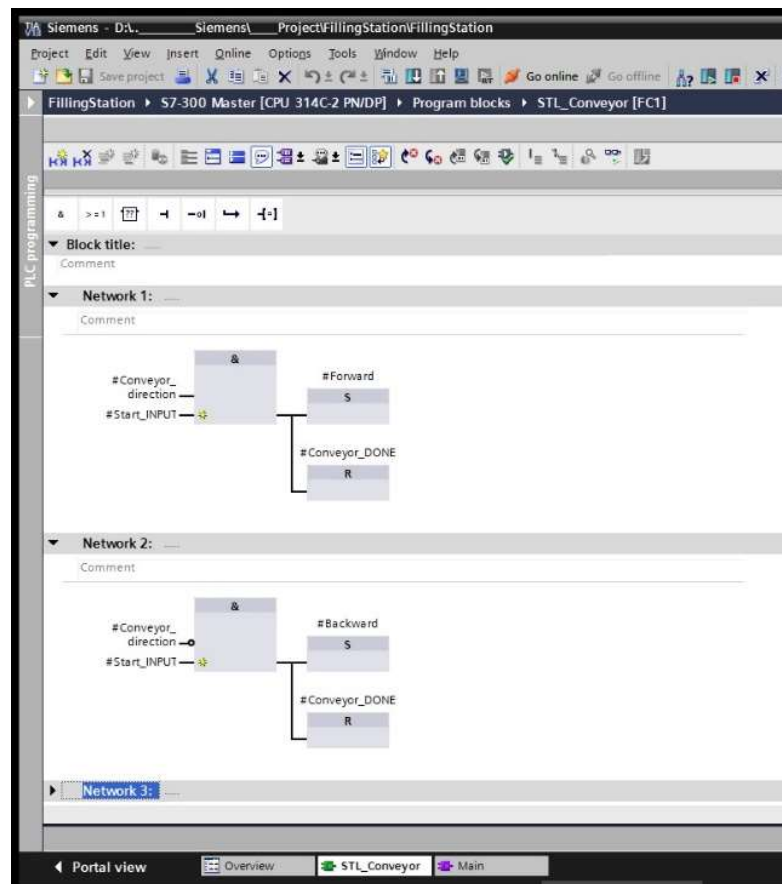 Siemens - D:\.______Siemens\____Project\FillingStation\FillingStation
Project Edit View Insert Online Options Tools Window Help
Save project Go online Go offline
FillingStation S7-300 Master [CPU 314C-2 PN/DP] Program blocks STL_Conveyor [FC1]
PLC programming
& >=1 ??
Block title:
Comment
Network 1:
Comment
&
#Conveyor_
direction
#Start_INPUT
#Forward
S
#Conveyor_DONE
R
Network 2:
Comment
&
#Conveyor_
direction
#Start_INPUT
#Backward
S
#Conveyor_DONE
R
Network 3:
Portal view Overview STL_Conveyor Main